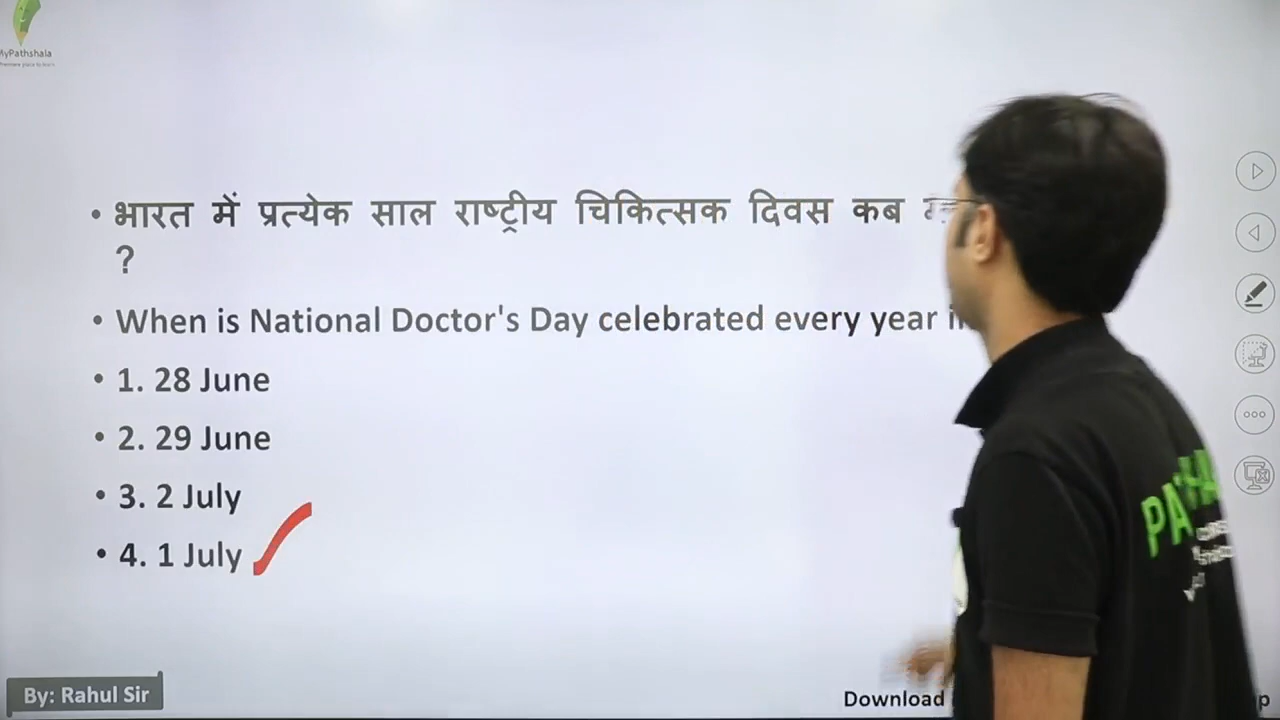 MyPathshala
• भारत में प्रत्येक साल राष्ट्रीय चिकित्सक दिवस कब
?
• When is National Doctor's Day celebrated every year
• 1. 28 June
• 2. 29 June
• 3. 2 July
• 4. 1 July
By: Rahul Sir
Download